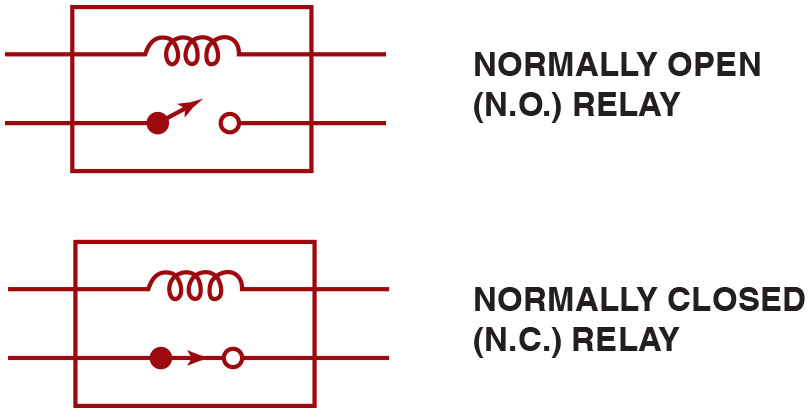 NORMALLY OPEN
(N.O.) RELAY
NORMALLY CLOSED
(N.C.) RELAY